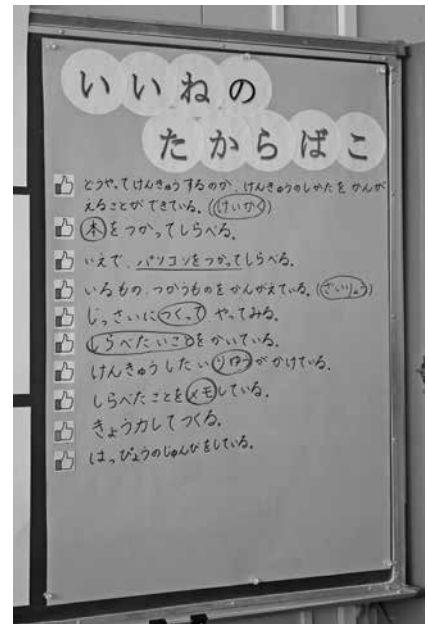 いいねの
たからばこ
どうやってけんきゅうするのか、けんきゅうのしかたをかんが
えることができている。((けいかく))
本をつかってしらべる。
いえで、パソコンをつかってしらべる。
いるもの、つかうものをかんがえている。((ざいりょう))
じっさいにつくって やってみる。
しらべたいことをかいている。
けんきゅうしたいりゆうがかけている。
しらべたことをメモしている。
きょう力してつくる。
はっぴょうのじゅんびをしている。